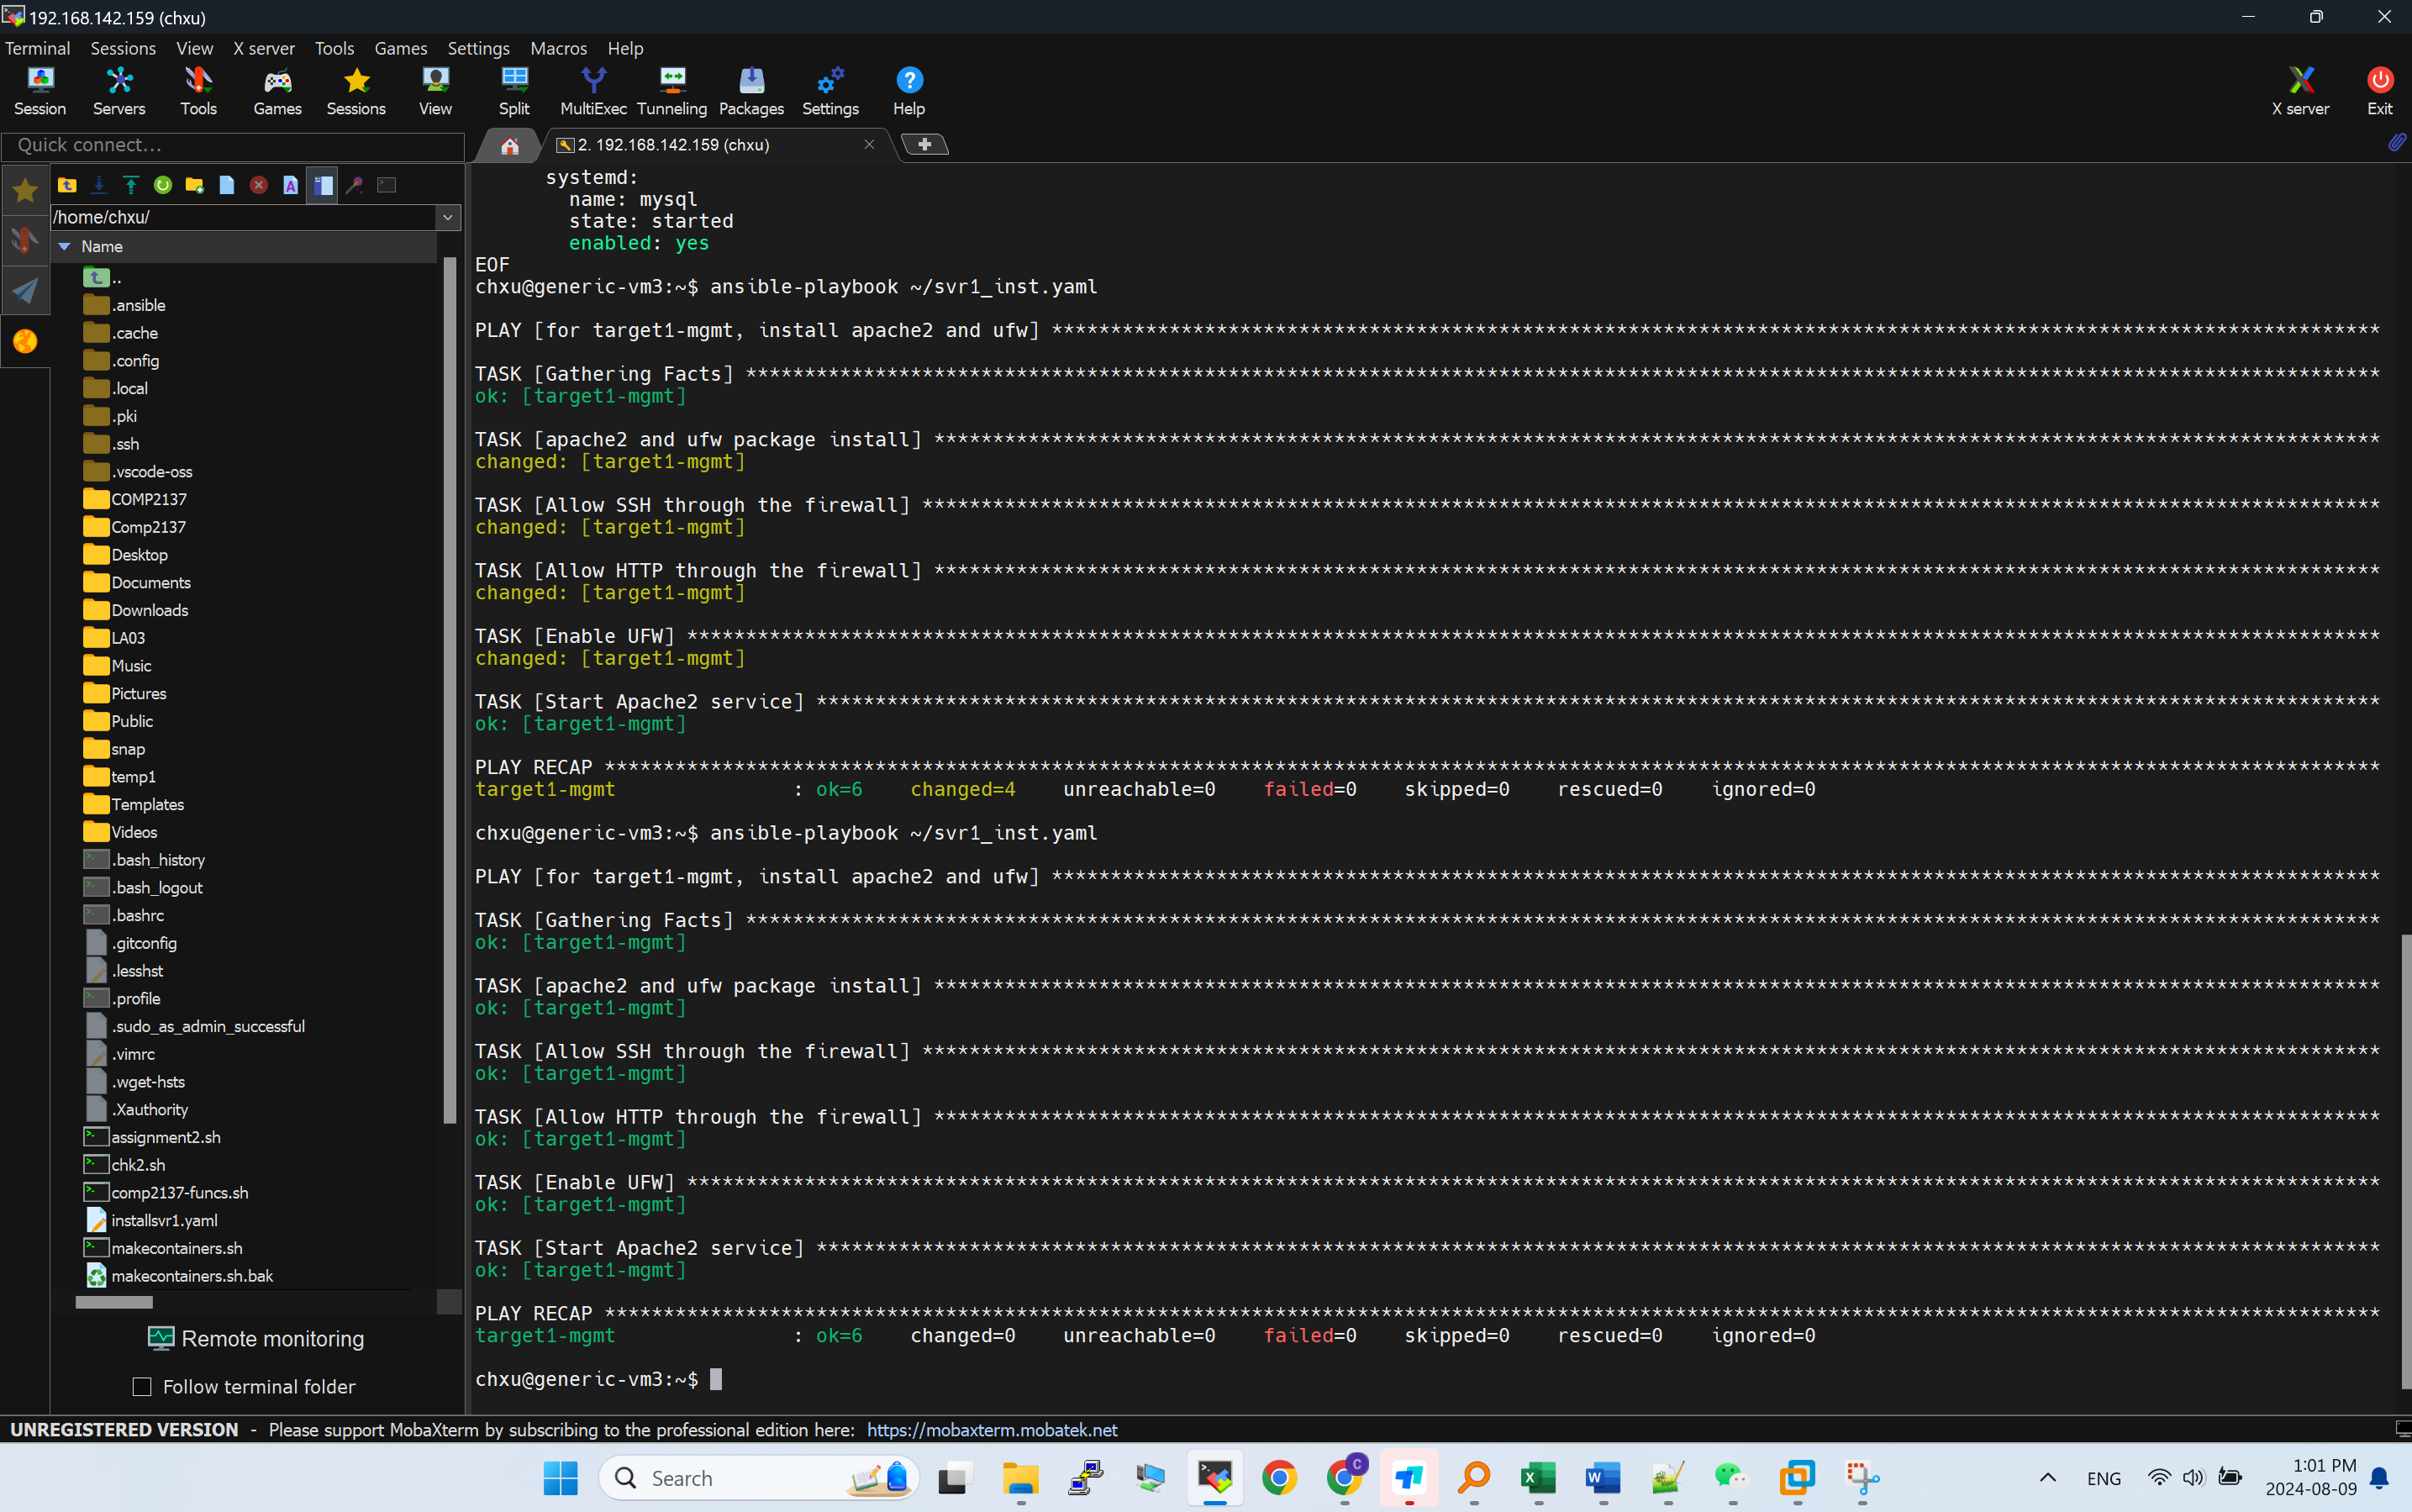 192.168.142.159 (chxu)
Terminal Sessions View X server Tools Games Settings Macros Help
Session Servers Tools Games Sessions View Split MultiExec Tunneling Packages Settings Help X server Exit
Quick connect...
2. 192.168.142.159 (chxu)
/home/chxu/
Name
..
.ansible
.cache
.config
.local
.pki
.ssh
.vscode-oss
COMP2137
Comp2137
Desktop
Documents
Downloads
LA03
Music
Pictures
Public
snap
temp1
Templates
Videos
.bash_history
.bash_logout
.bashrc
.gitconfig
.lesshst
.profile
.sudo_as_admin_successful
.vimrc
.wget-hsts
.Xauthority
assignment2.sh
chk2.sh
comp2137-funcs.sh
installsvr1.yaml
makecontainers.sh
makecontainers.sh.bak
Remote monitoring
Follow terminal folder
systemd:
name: mysql
state: started
enabled: yes
EOF
chxu@generic-vm3:~$ ansible-playbook ~/svr1_inst.yaml
PLAY [for target1-mgmt, install apache2 and ufw] *****************************************************************************************************************
TASK [Gathering Facts] *******************************************************************************************************************************************
ok: [target1-mgmt]
TASK [apache2 and ufw package install] ***************************************************************************************************************************
changed: [target1-mgmt]
TASK [Allow SSH through the firewall] ****************************************************************************************************************************
changed: [target1-mgmt]
TASK [Allow HTTP through the firewall] ***************************************************************************************************************************
changed: [target1-mgmt]
TASK [Enable UFW] ************************************************************************************************************************************************
changed: [target1-mgmt]
TASK [Start Apache2 service] *************************************************************************************************************************************
ok: [target1-mgmt]
PLAY RECAP *******************************************************************************************************************************************************
target1-mgmt : ok=6 changed=4 unreachable=0 failed=0 skipped=0 rescued=0 ignored=0
chxu@generic-vm3:~$ ansible-playbook ~/svr1_inst.yaml
PLAY [for target1-mgmt, install apache2 and ufw] *****************************************************************************************************************
TASK [Gathering Facts] *******************************************************************************************************************************************
ok: [target1-mgmt]
TASK [apache2 and ufw package install] ***************************************************************************************************************************
ok: [target1-mgmt]
TASK [Allow SSH through the firewall] ****************************************************************************************************************************
ok: [target1-mgmt]
TASK [Allow HTTP through the firewall] ***************************************************************************************************************************
ok: [target1-mgmt]
TASK [Enable UFW] ************************************************************************************************************************************************
ok: [target1-mgmt]
TASK [Start Apache2 service] *************************************************************************************************************************************
ok: [target1-mgmt]
PLAY RECAP *******************************************************************************************************************************************************
target1-mgmt : ok=6 changed=0 unreachable=0 failed=0 skipped=0 rescued=0 ignored=0
chxu@generic-vm3:~$
UNREGISTERED VERSION - Please support MobaXterm by subscribing to the professional edition here: https://mobaxterm.mobatek.net
Search
ENG
1:01 PM
2024-08-09